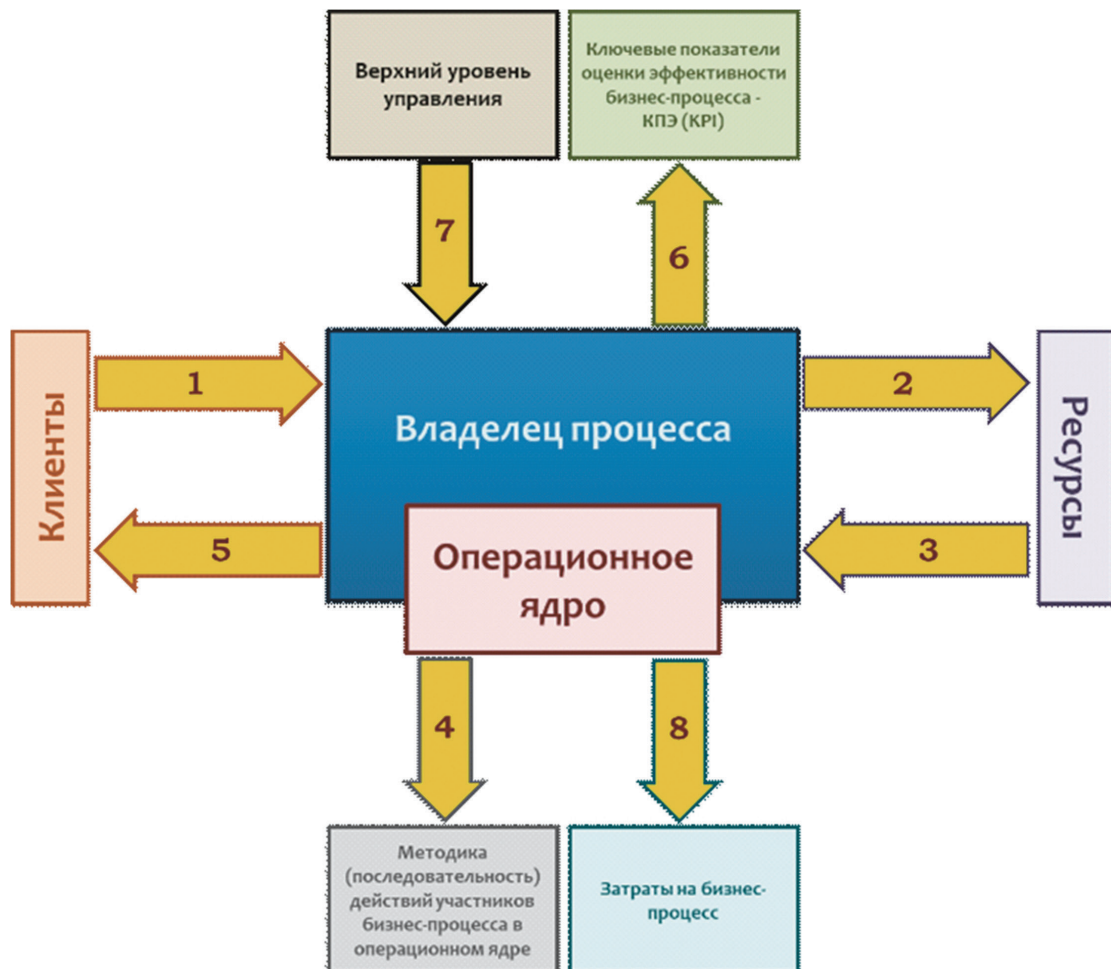 Верхний уровень
управления
Ключевые показатели
оценки эффективности
бизнес-процесса -
КПЭ (KPI)
7
6
Клиенты
1
Владелец процесса
2
Ресурсы
5
Операционное
ядро
3
4
8
Методика
(последовательность)
действий участников
бизнес-процесса в
операционном ядре
Затраты на бизнес-
процесс